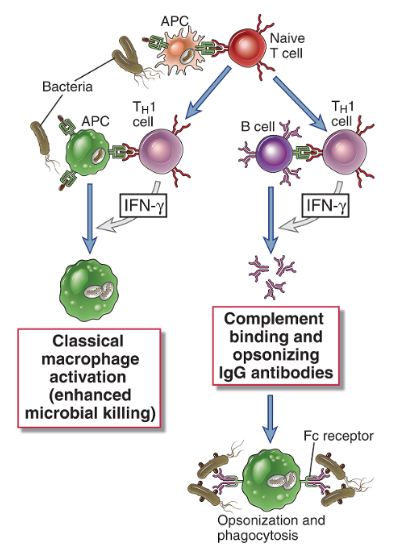 APC
Naive
T cell
Bacteria
APC
TH1
cell
B cell
TH1
cell
IFN-γ
IFN-γ
Classical
macrophage
activation
(enhanced
microbial killing)
Complement
binding and
opsonizing
IgG antibodies
Fc receptor
Opsonization and
phagocytosis